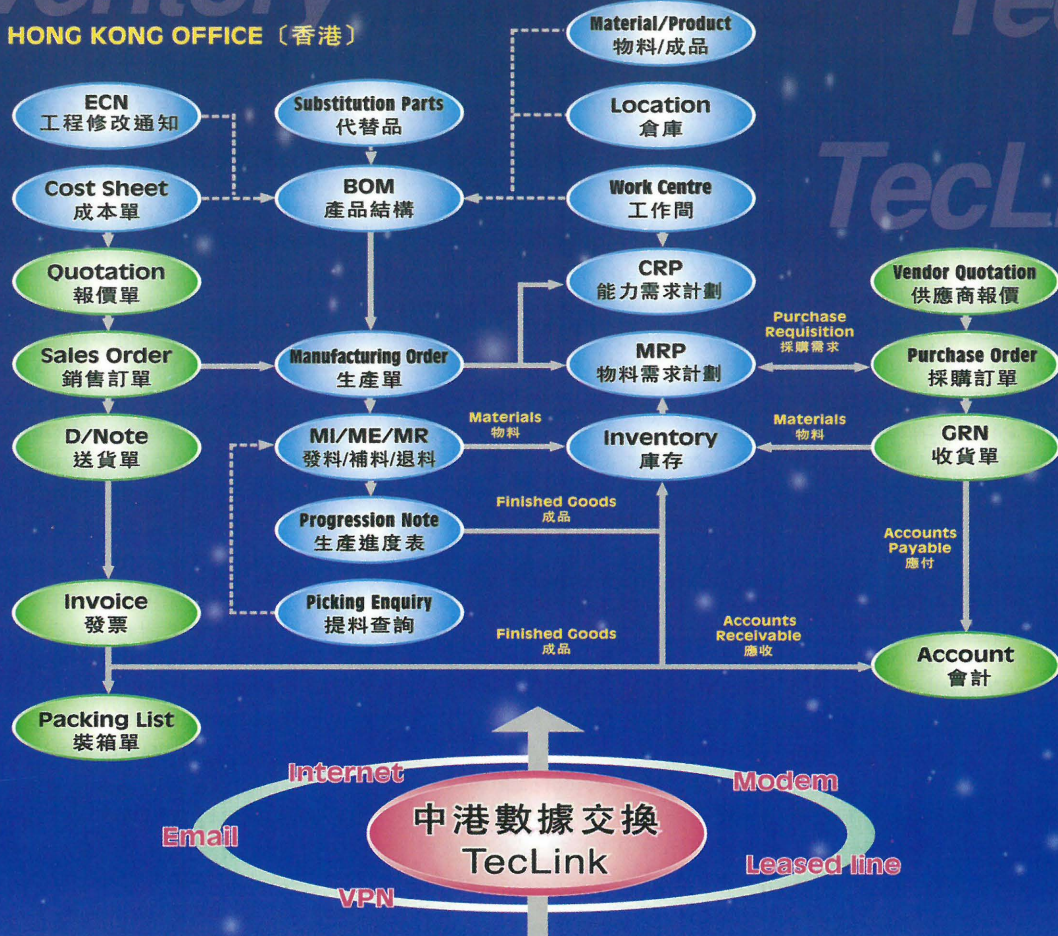 ventory
Tec
HONG KONG OFFICE〔香港〕
Material/Product
物料/成品
ECN
工程修改通知
Substitution Parts
代替品
Location
倉庫
TecL
Cost Sheet
成本單
BOM
產品結構
Work Centre
工作間
Quotation
報價單
CRP
能力需求計劃
Vendor Quotation
供應商報價
Purchase
Requisition
採購需求
Sales Order
銷售訂單
Manufacturing Order
生產單
MRP
物料需求計劃
Purchase Order
採購訂單
D/Note
送貨單
MI/ME/MR
發料/補料/退料
Materials
物料
Inventory
庫存
Materials
物料
GRN
收貨單
Progression Note
生產進度表
Finished Goods
成品
Accounts
Payable
應付
Invoice
發票
Picking Enquiry
提料查詢
Finished Goods
成品
Accounts
Receivable
應收
Account
會計
Packing List
裝箱單
Internet
Modem
中港數據交換
TecLink
Email
Leased line
VPN